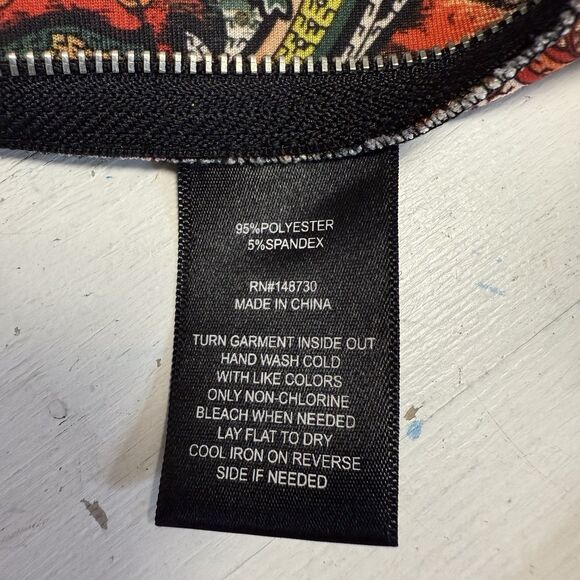 95%POLYESTER
5%SPANDEX
RN#148730
MADE IN CHINA
TURN GARMENT INSIDE OUT
HAND WASH COLD
WITH LIKE COLORS
ONLY NON-CHLORINE
BLEACH WHEN NEEDED
LAY FLAT TO DRY
COOL IRON ON REVERSE
SIDE IF NEEDED